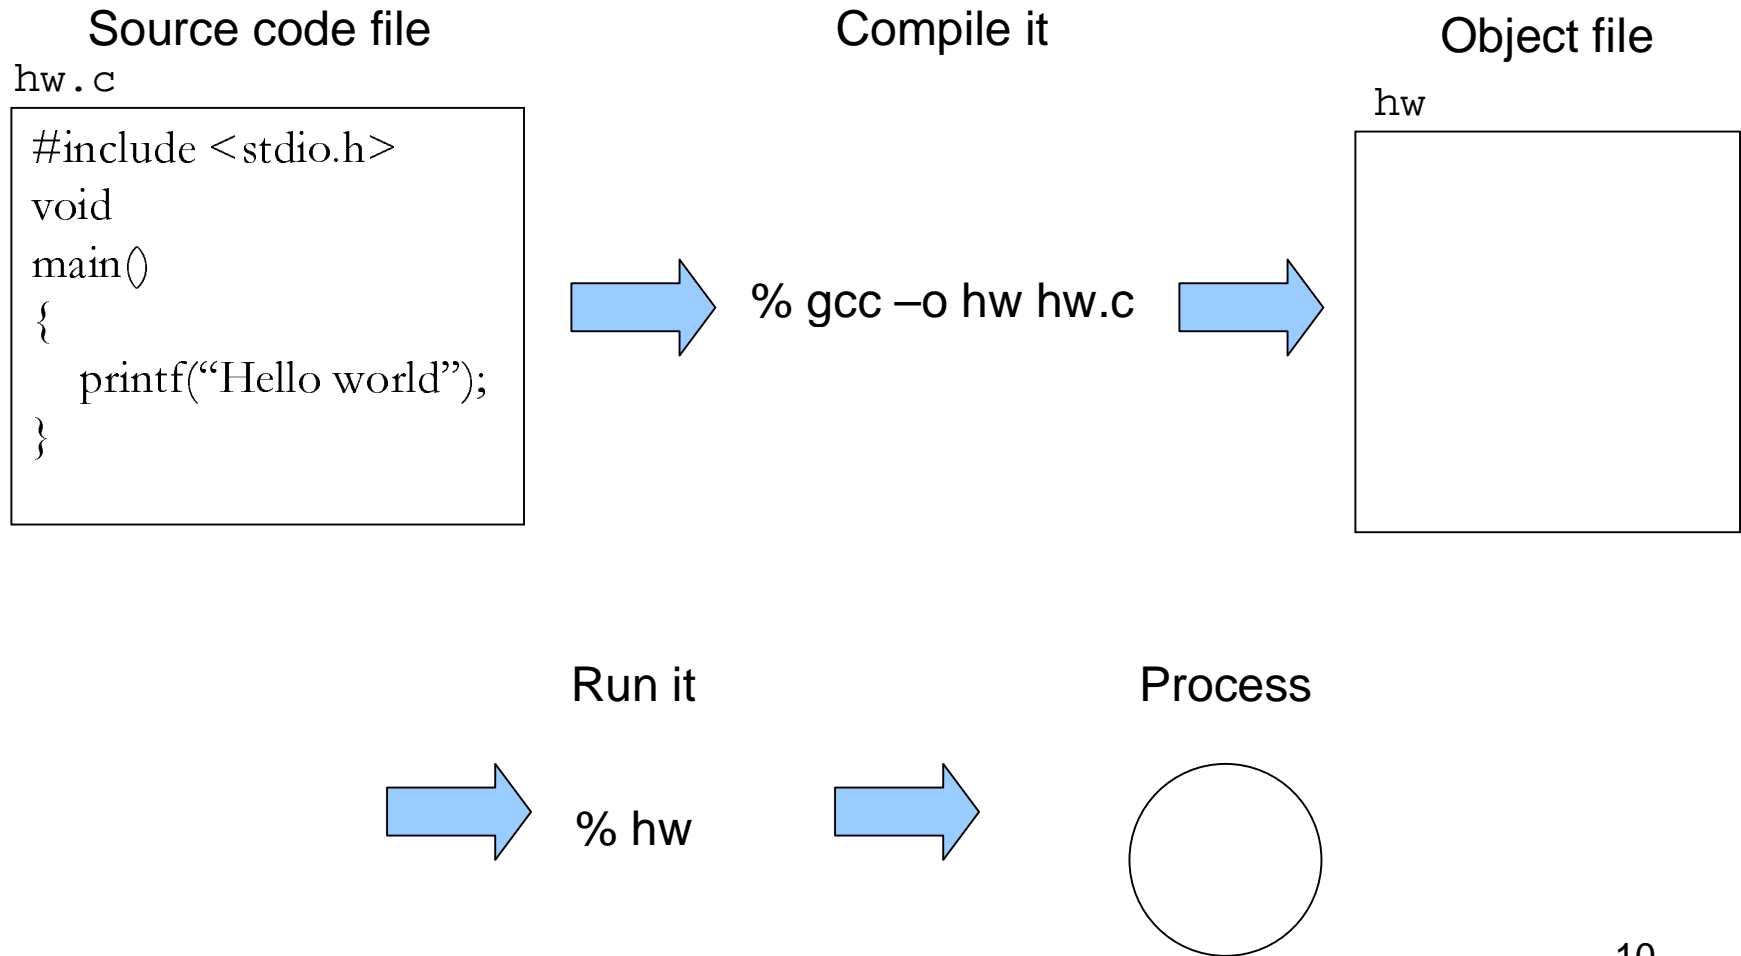 Source code file
hw.c
#include <stdio.h>
void
main()
{
printf(“Hello world”);
}
Compile it
% gcc –o hw hw.c
Object file
hw
Run it
% hw
Process
10